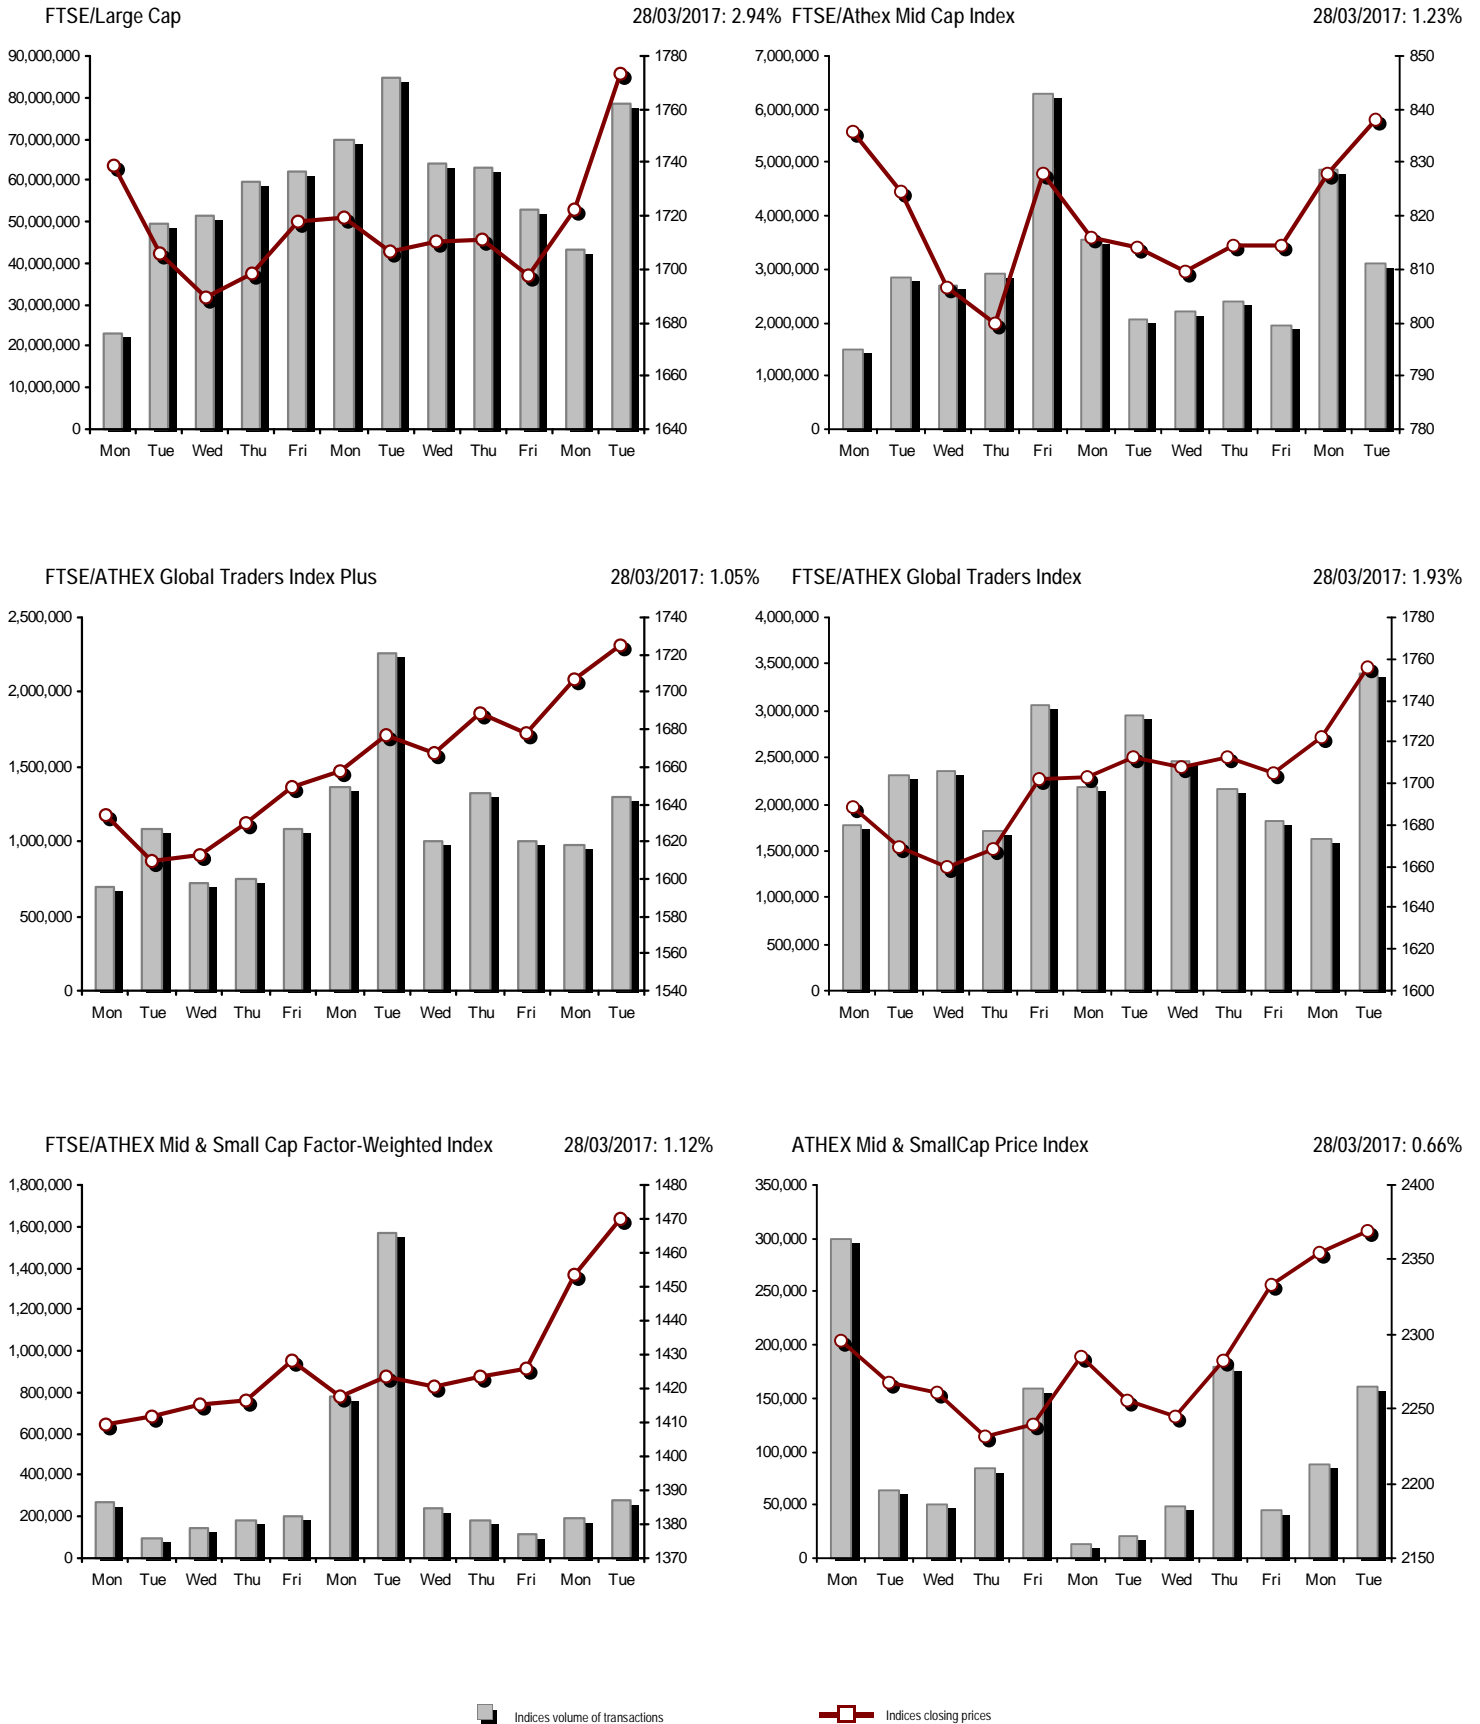 FTSE/Large Cap 28/03/2017: 2.94% FTSE/Athex Mid Cap Index 28/03/2017: 1.23%
90,000,000 1780 7,000,000 850
80,000,000 1760 6,000,000 840
70,000,000 1740 5,000,000 830
60,000,000 1720 4,000,000 820
50,000,000 1700 3,000,000 810
40,000,000 1680 2,000,000 800
30,000,000 1660 1,000,000 790
20,000,000 1640 0 780
10,000,000
0
Mon Tue Wed Thu Fri Mon Tue Wed Thu Fri Mon Tue Mon Tue Wed Thu Fri Mon Tue Wed Thu Fri Mon Tue
FTSE/ATHEX Global Traders Index Plus 28/03/2017: 1.05% FTSE/ATHEX Global Traders Index 28/03/2017: 1.93%
2,500,000 1740 4,000,000 1780
2,000,000 1720 3,500,000 1760
1,500,000 1700 3,000,000 1740
1,000,000 1680 2,500,000 1720
500,000 1660 2,000,000 1700
0 1640 1,500,000 1680
1620 1,000,000 1660
1600 500,000 1640
1580 0 1620
1560 1600
1540
Mon Tue Wed Thu Fri Mon Tue Wed Thu Fri Mon Tue Mon Tue Wed Thu Fri Mon Tue Wed Thu Fri Mon Tue
FTSE/ATHEX Mid & Small Cap Factor-Weighted Index 28/03/2017: 1.12% ATHEX Mid & SmallCap Price Index 28/03/2017: 0.66%
1,800,000 1480 350,000 2400
1,600,000 1470 300,000 2350
1,400,000 1460 250,000 2300
1,200,000 1450 200,000 2250
1,000,000 1440 150,000 2200
800,000 1430 100,000 2150
600,000 1420 50,000
400,000 1410 0
200,000 1400
0 1390
1380
1370
Mon Tue Wed Thu Fri Mon Tue Wed Thu Fri Mon Tue Mon Tue Wed Thu Fri Mon Tue Wed Thu Fri Mon Tue
Indices volume of transactions Indices closing prices